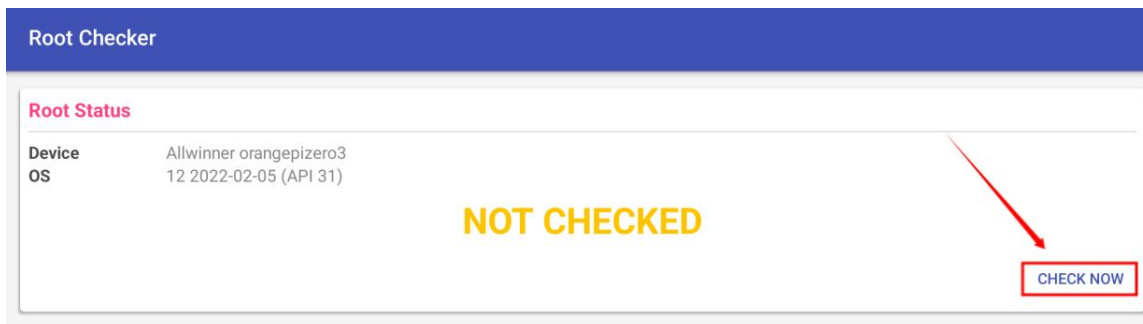 Root Checker
Root Status
Device Allwinner orangepizero3
OS 12 2022-02-05 (API 31)
NOT CHECKED
CHECK NOW